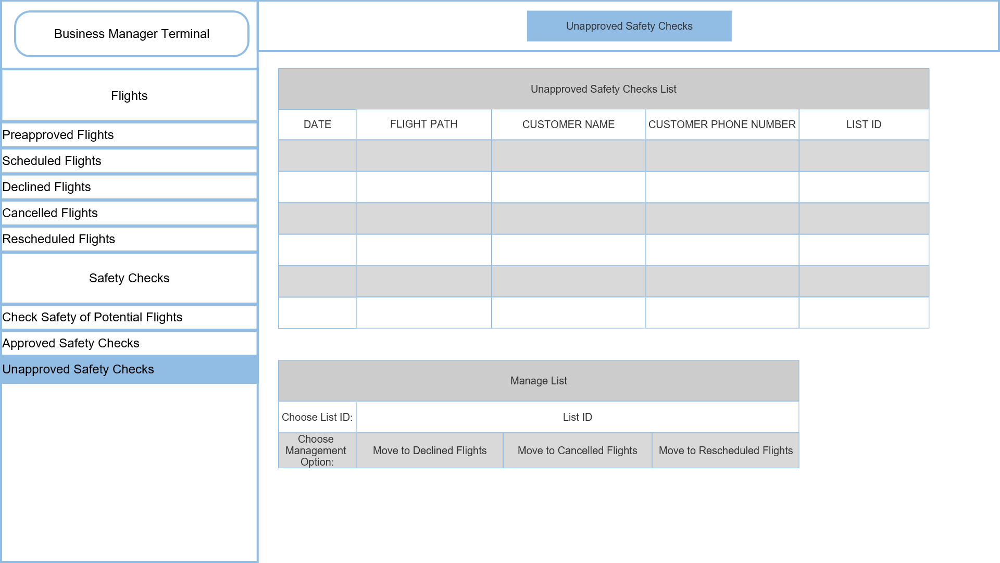 Business Manager Terminal
Flights
Preapproved Flights
Scheduled Flights
Declined Flights
Cancelled Flights
Rescheduled Flights
Safety Checks
Check Safety of Potential Flights
Approved Safety Checks
Unapproved Safety Checks
Unapproved Safety Checks
Unapproved Safety Checks List
DATE FLIGHT PATH CUSTOMER NAME CUSTOMER PHONE NUMBER LIST ID
Manage List
Choose List ID: List ID
Choose
Management
Option:
Move to Declined Flights Move to Cancelled Flights Move to Rescheduled Flights